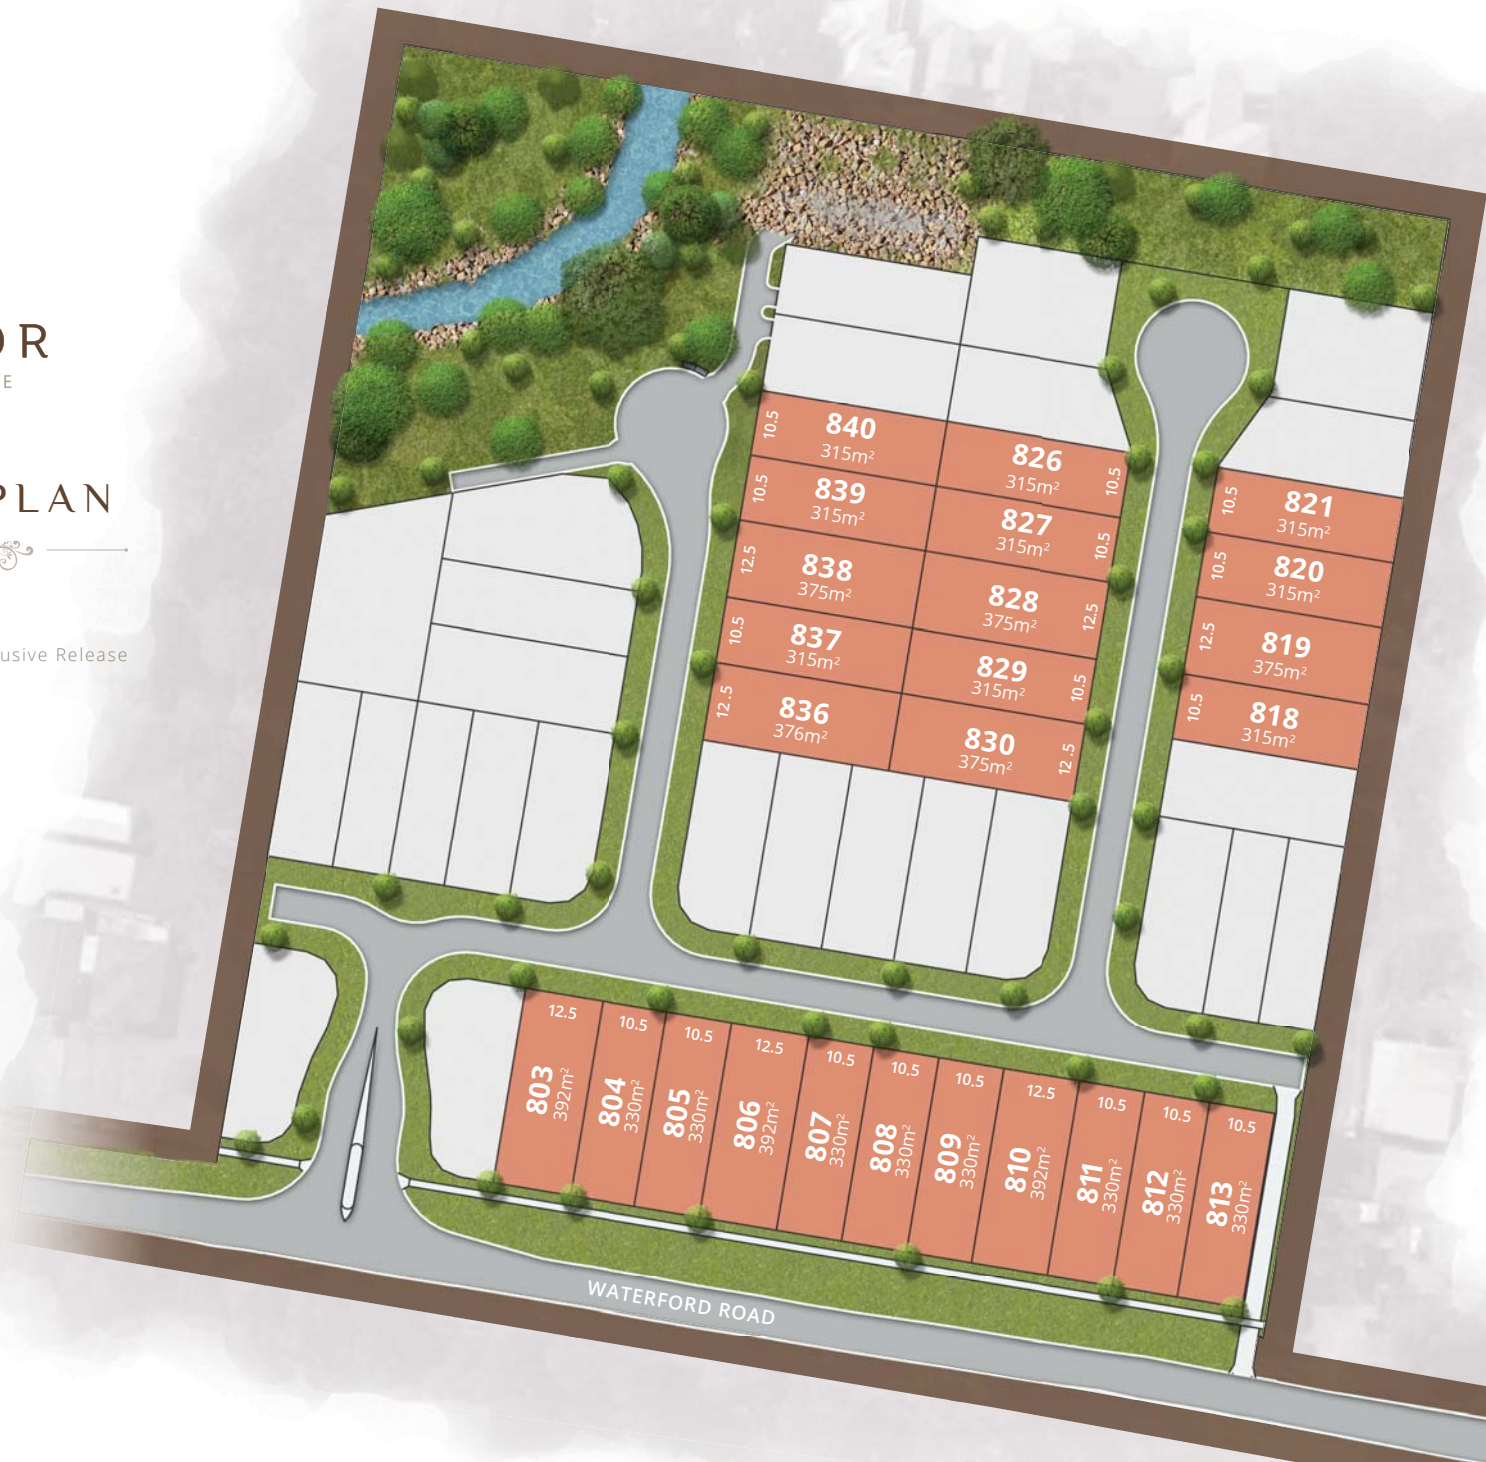 OR
E
PLAN
usive Release
840
315m²
10.5
839
315m²
10.5
838
375m²
12.5
837
315m²
10.5
836
376m²
12.5
826
315m²
10.5
827
315m²
10.5
828
375m²
12.5
829
315m²
10.5
830
375m²
12.5
821
315m²
10.5
820
315m²
10.5
819
375m²
12.5
818
315m²
10.5
12.5
803
392m²
10.5
804
330m²
10.5
805
330m²
12.5
806
392m²
10.5
807
330m²
10.5
808
330m²
10.5
809
330m²
12.5
810
392m²
10.5
811
330m²
10.5
812
330m²
10.5
813
330m²
WATERFORD ROAD